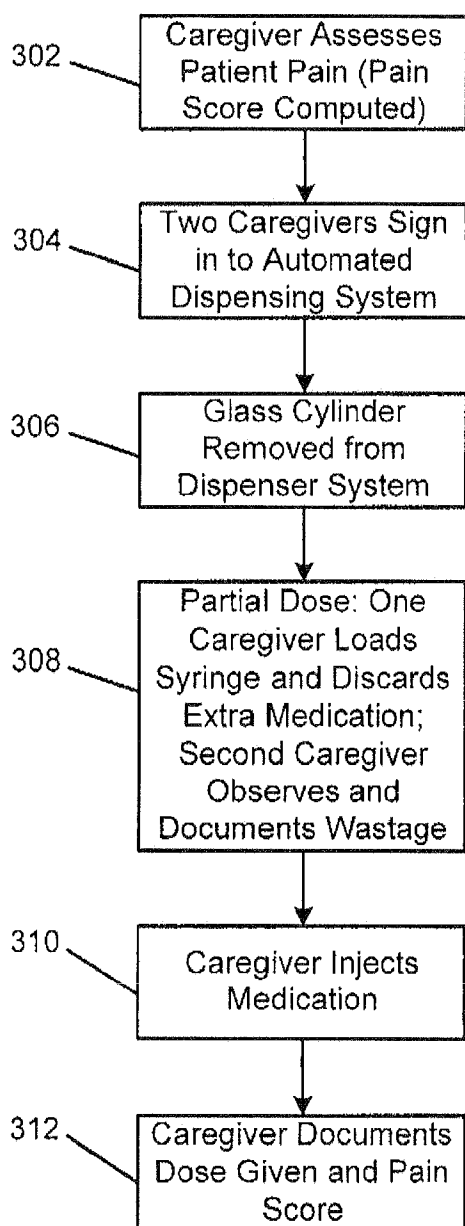 302
Caregiver Assesses
Patient Pain (Pain
Score Computed)
304
Two Caregivers Sign
in to Automated
Dispensing System
306
Glass Cylinder
Removed from
Dispenser System
308
Partial Dose: One
Caregiver Loads
Syringe and Discards
Extra Medication;
Second Caregiver
Observes and
Documents Wastage
310
Caregiver Injects
Medication
312
Caregiver Documents
Dose Given and Pain
Score